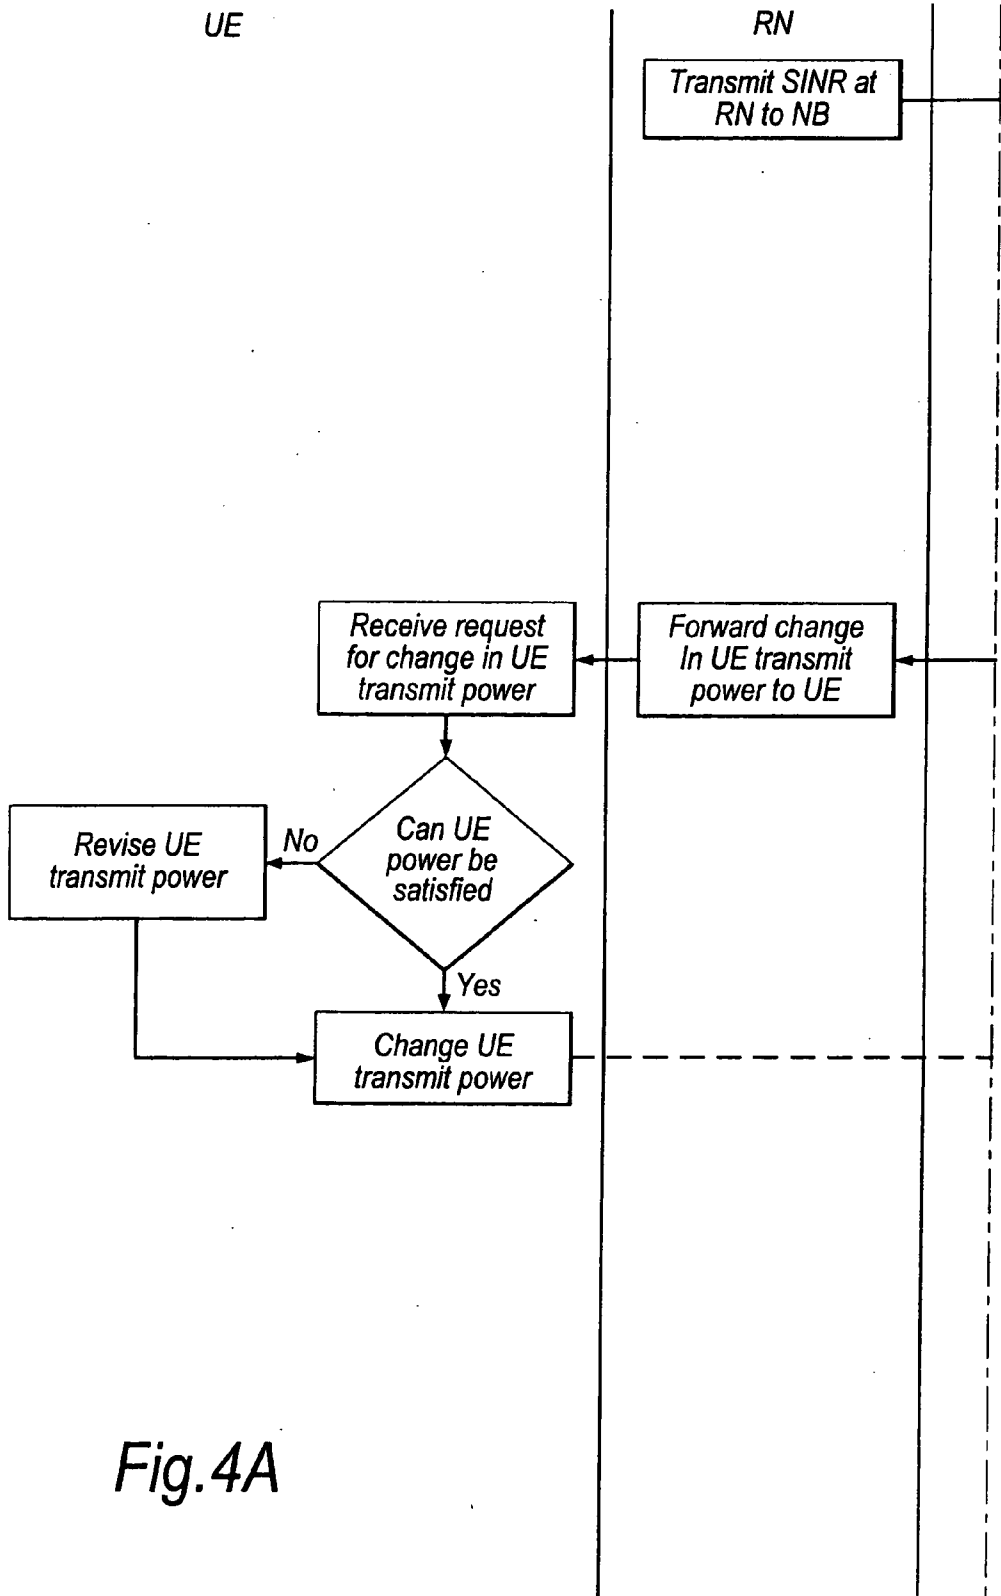 UE
RN
Transmit SINR at
RN to NB
Receive request
for change in UE
transmit power
Forward change
In UE transmit
power to UE
Can UE
power be
satisfied
No
Revise UE
transmit power
Yes
Change UE
transmit power
Fig.4A